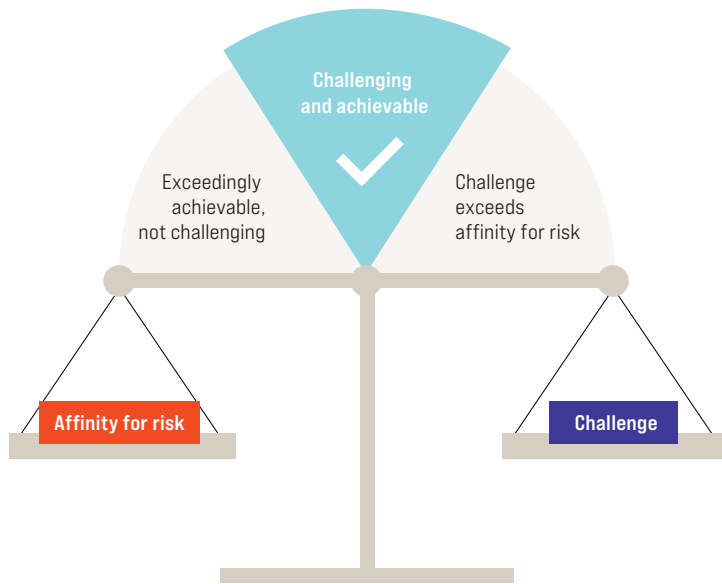 Challenging
and achievable
Exceedingly
achievable,
not challenging
Challenge
exceeds
affinity for risk
Affinity for risk
Challenge